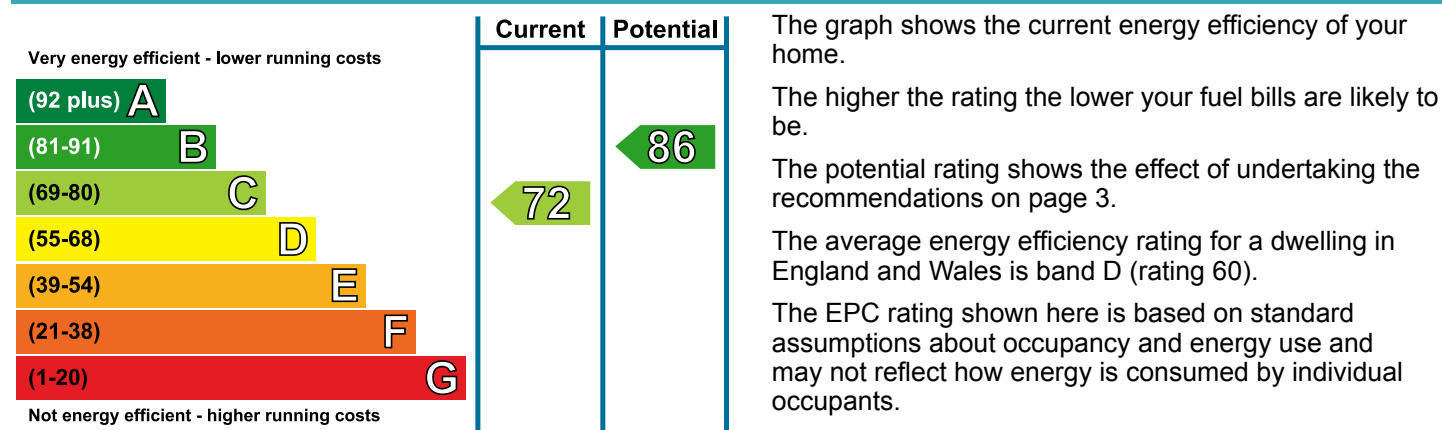 Current Potential
Very energy efficient - lower running costs
(92 plus) A
(81-91) B
86
(69-80) C
72
(55-68) D
(39-54) E
(21-38) F
(1-20) G
Not energy efficient - higher running costs
The graph shows the current energy efficiency of your
home.
The higher the rating the lower your fuel bills are likely to
be.
The potential rating shows the effect of undertaking the
recommendations on page 3.
The average energy efficiency rating for a dwelling in
England and Wales is band D (rating 60).
The EPC rating shown here is based on standard
assumptions about occupancy and energy use and
may not reflect how energy is consumed by individual
occupants.